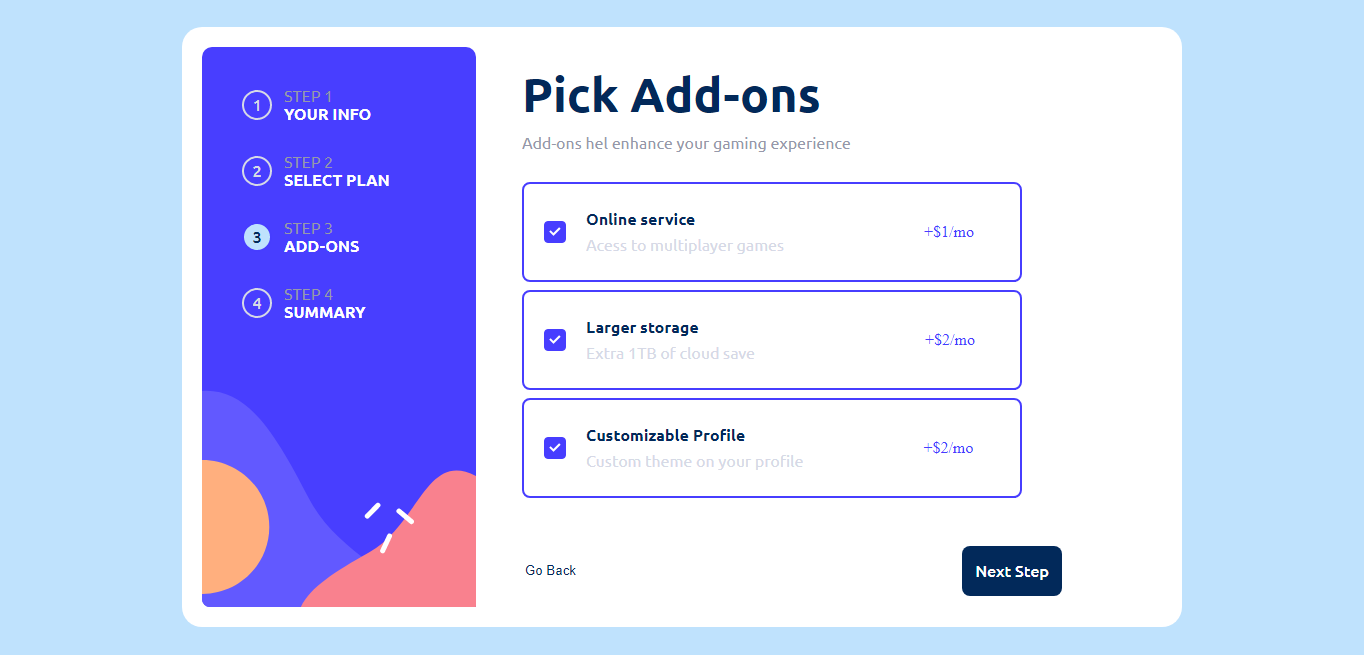 1
STEP 1
YOUR INFO
2
STEP 2
SELECT PLAN
3
STEP 3
ADD-ONS
4
STEP 4
SUMMARY
Pick Add-ons
Add-ons hel enhance your gaming experience
Online service
Acess to multiplayer games
+$1/mo
Larger storage
Extra 1TB of cloud save
+$2/mo
Customizable Profile
Custom theme on your profile
+$2/mo
Go Back
Next Step